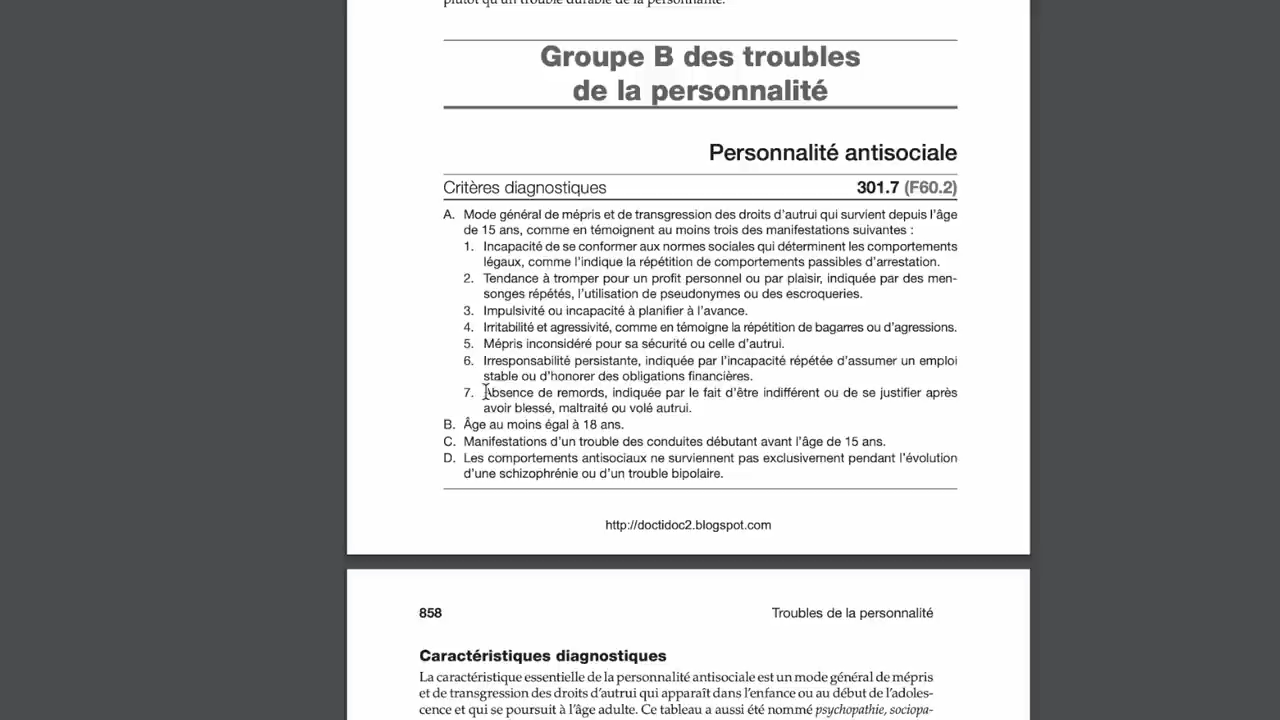 plutôt qu'un trouble durable de la personnalité.
Groupe B des troubles
de la personnalité
Personnalité antisociale
Critères diagnostiques 301.7 (F60.2)
A. Mode général de mépris et de transgression des droits d'autrui qui survient depuis l'âge
de 15 ans, comme en témoignent au moins trois des manifestations suivantes :
1. Incapacité de se conformer aux normes sociales qui déterminent les comportements
légaux, comme l'indique la répétition de comportements passibles d'arrestation.
2. Tendance à tromper pour un profit personnel ou par plaisir, indiquée par des men-
songes répétés, l'utilisation de pseudonymes ou des escroqueries.
3. Impulsivité ou incapacité à planifier à l'avance.
4. Irritabilité et agressivité, comme en témoigne la répétition de bagarres ou d'agressions.
5. Mépris inconsidéré pour sa sécurité ou celle d'autrui.
6. Irresponsabilité persistante, indiquée par l'incapacité répétée d'assumer un emploi
stable ou d'honorer des obligations financières.
7. Absence de remords, indiquée par le fait d'être indifférent ou de se justifier après
avoir blessé, maltraité ou volé autrui.
B. Âge au moins égal à 18 ans.
C. Manifestations d'un trouble des conduites débutant avant l'âge de 15 ans.
D. Les comportements antisociaux ne surviennent pas exclusivement pendant l'évolution
d'une schizophrénie ou d'un trouble bipolaire.
http://doctidoc2.blogspot.com
858 Troubles de la personnalité
Caractéristiques diagnostiques
La caractéristique essentielle de la personnalité antisociale est un mode général de mépris
et de transgression des droits d'autrui qui apparaît dans l'enfance ou au début de l'adoles-
cence et qui se poursuit à l'âge adulte. Ce tableau a aussi été nommé psychopathie, sociopa-